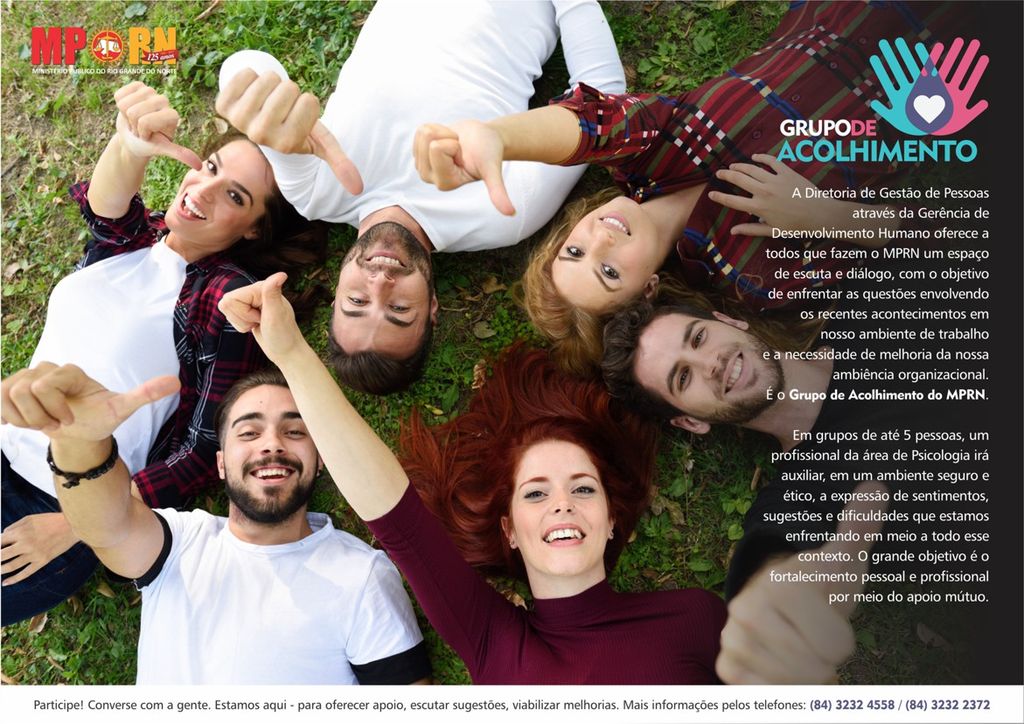 MPRN
125 anos
MINISTÉRIO PÚBLICO DO RIO GRANDE DO NORTE
GRUPODE
ACOLHIMENTO
A Diretoria de Gestão de Pessoas
através da Gerência de
Desenvolvimento Humano oferece a
todos que fazem o MPRN um espaço
de escuta e diálogo, com o objetivo
de enfrentar as questões envolvendo
os recentes acontecimentos em
nosso ambiente de trabalho
e a necessidade de melhoria da nossa
ambiência organizacional.
É o Grupo de Acolhimento do MPRN.
Em grupos de até 5 pessoas, um
profissional da área de Psicologia irá
auxiliar, em um ambiente seguro e
ético, a expressão de sentimentos,
sugestões e dificuldades que estamos
enfrentando em meio a todo esse
contexto. O grande objetivo é o
fortalecimento pessoal e profissional
por meio do apoio mútuo.
Participe! Converse com a gente. Estamos aqui - para oferecer apoio, escutar sugestões, viabilizar melhorias. Mais informações pelos telefones: (84) 3232 4558 / (84) 3232 2372